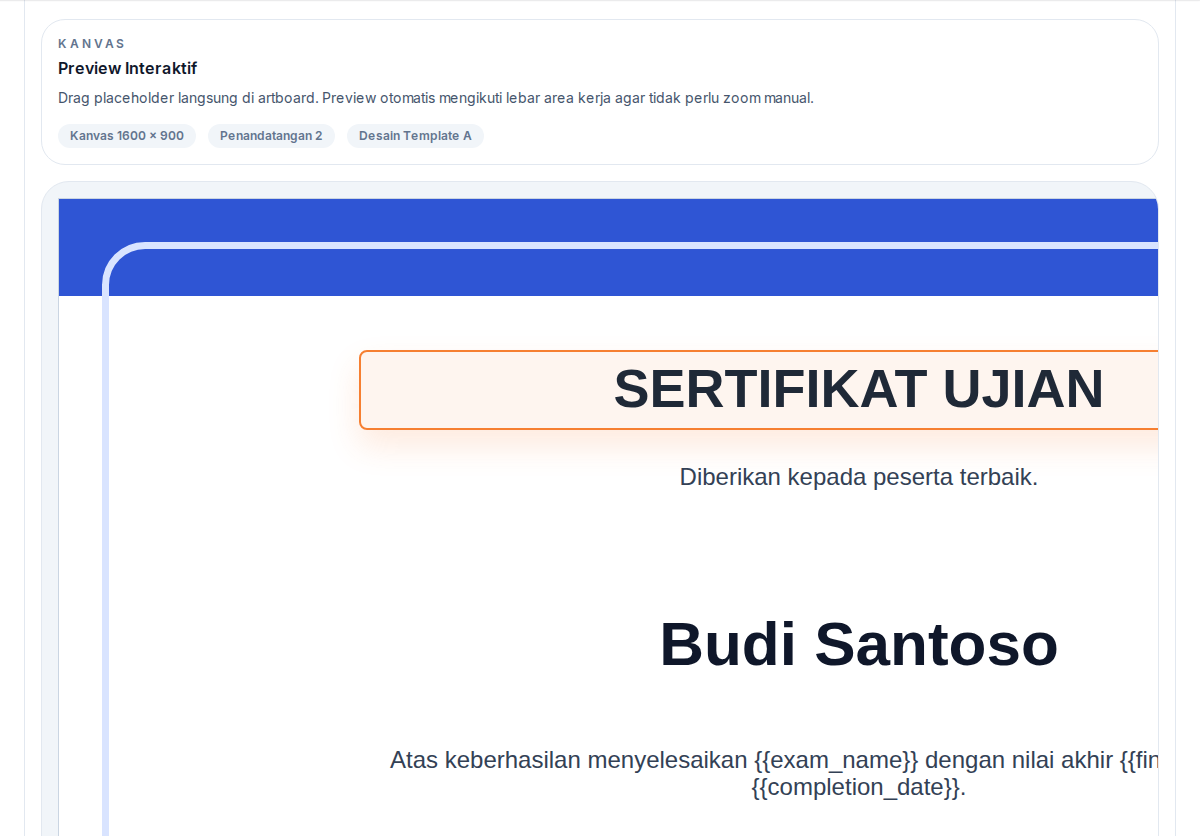 KANVAS
Preview Interaktif
Drag placeholder langsung di artboard. Preview otomatis mengikuti lebar area kerja agar tidak perlu zoom manual.
Kanvas 1600 × 900
Penandatangan 2
Desain Template A
SERTIFIKAT UJIAN
Diberikan kepada peserta terbaik.
Budi Santoso
Atas keberhasilan menyelesaikan {{exam_name}} dengan nilai akhir {{fin
{{completion_date}}.